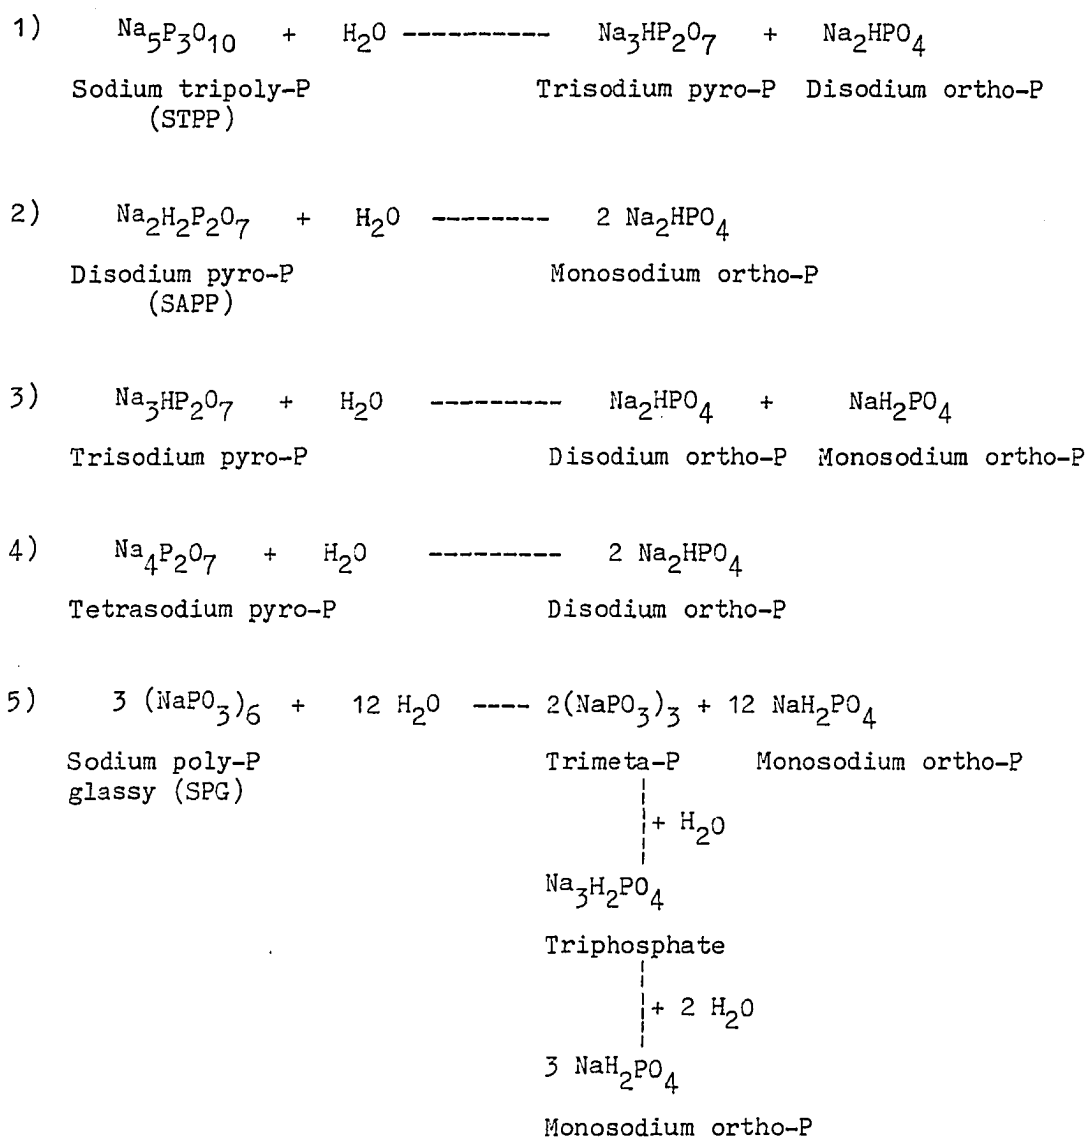 1) Na5P3O10 + H2O ---------- Na3HP2O7 + Na2HPO4
Sodium tripoly-P Trisodium pyro-P Disodium ortho-P
(STPP)
2) Na2H2P2O7 + H2O -------- 2 Na2HPO4
Disodium pyro-P Monosodium ortho-P
(SAPP)
3) Na3HP2O7 + H2O --------- Na2HPO4 + NaH2PO4
Trisodium pyro-P Disodium ortho-P Monosodium ortho-P
4) Na4P2O7 + H2O --------- 2 Na2HPO4
Tetrasodium pyro-P Disodium ortho-P
5) 3 (NaPO3)6 + 12 H2O ---- 2(NaPO3)3 + 12 NaH2PO4
Sodium poly-P Trimeta-P Monosodium ortho-P
glassy (SPG)
+ H2O
Na3H2PO4
Triphosphate
+ 2 H2O
3 NaH2PO4
Monosodium ortho-P